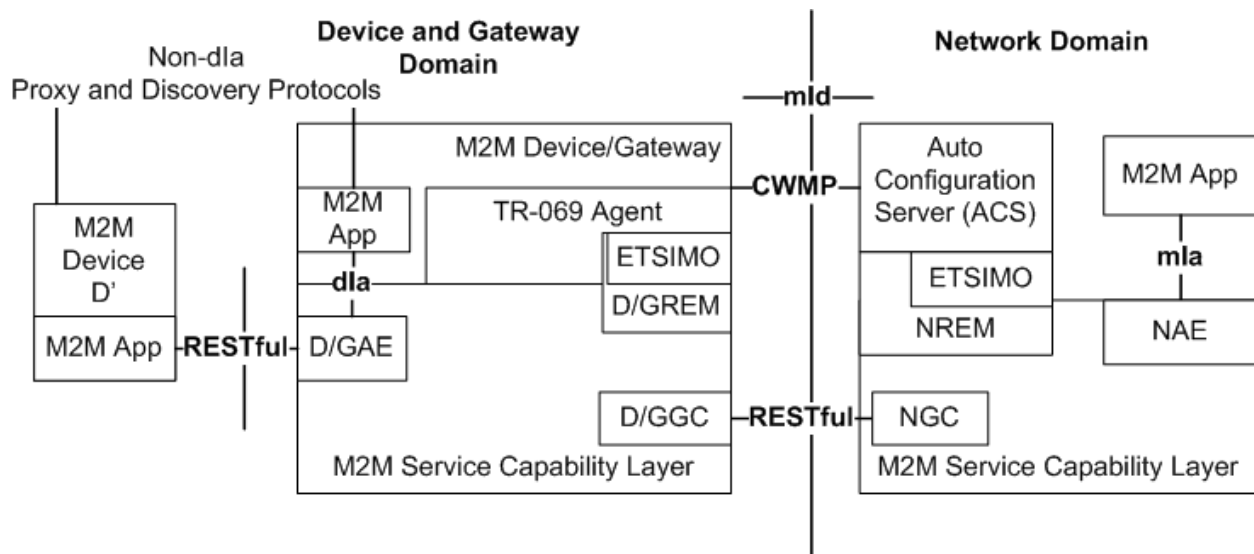 Non-dIa
Proxy and Discovery Protocols
Device and Gateway
Domain
Network Domain
mId
M2M Device/Gateway
M2M
App
TR-069 Agent
ETSIMO
D/GREM
dIa
M2M
Device
D’
M2M App
RESTful
D/GAE
D/GGC
M2M Service Capability Layer
CWMP
RESTful
Auto
Configuration
Server (ACS)
ETSIMO
NREM
M2M App
mIa
NAE
NGC
M2M Service Capability Layer